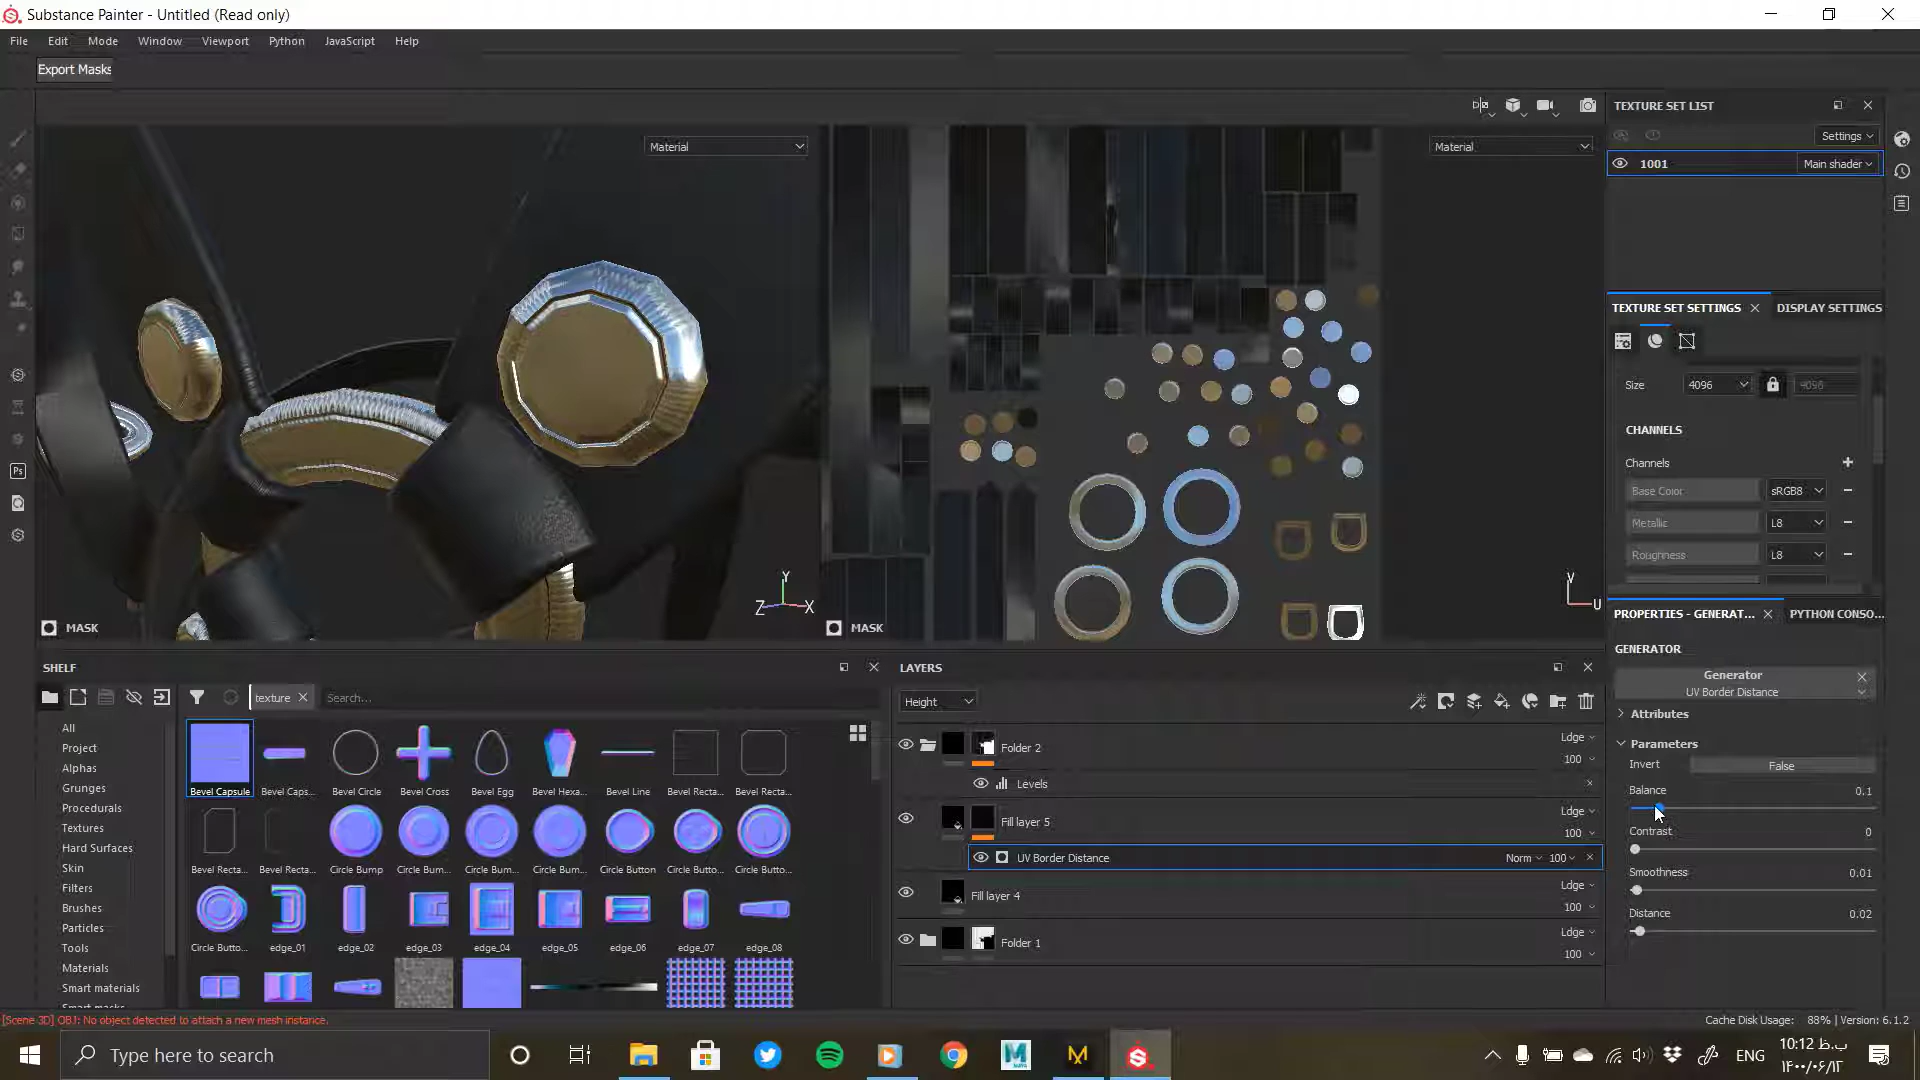 Substance Painter - Untitled (Read only)
File Edit Mode Window Viewport Python JavaScript Help
Export Masks
Material
Material
Y
Z X
V
U
MASK
MASK
TEXTURE SET LIST
Settings
1001 Main shader
TEXTURE SET SETTINGS DISPLAY SETTINGS
Size 4096 4096
CHANNELS
Channels
Base Color sRGB8
Metallic L8
Roughness L8
PROPERTIES - GENERAT... PYTHON CONSO...
GENERATOR
Generator
UV Border Distance
Attributes
Parameters
Invert False
Balance 0.1
Contrast 0
Smoothness 0.01
Distance 0.02
SHELF
texture Search...
All
Project
Alphas
Grunges
Procedurals
Textures
Hard Surfaces
Skin
Filters
Brushes
Particles
Tools
Materials
Smart materials
Bevel Capsule Bevel Caps... Bevel Circle Bevel Cross Bevel Egg Bevel Hexa... Bevel Line Bevel Recta... Bevel Rect...
Bevel Recta... Bevel Recta... Circle Bump Circle Bum... Circle Bum... Circle Bum... Circle Button Circle Butto... Circle Butto...
Circle Butto... edge_01 edge_02 edge_03 edge_04 edge_05 edge_06 edge_07 edge_08
LAYERS
Height
Folder 2 Ldge 100
Levels
Fill layer 5 Ldge 100
UV Border Distance Norm 100
Fill layer 4 Ldge 100
Folder 1 Ldge 100
[Scene 3D] OBJ: No object detected to attach a new mesh instance.
Cache Disk Usage: 88% | Version: 6.1.2
Type here to search
ENG
10:12 ب.ظ
۱۴۰۰/۰۶/۱۲